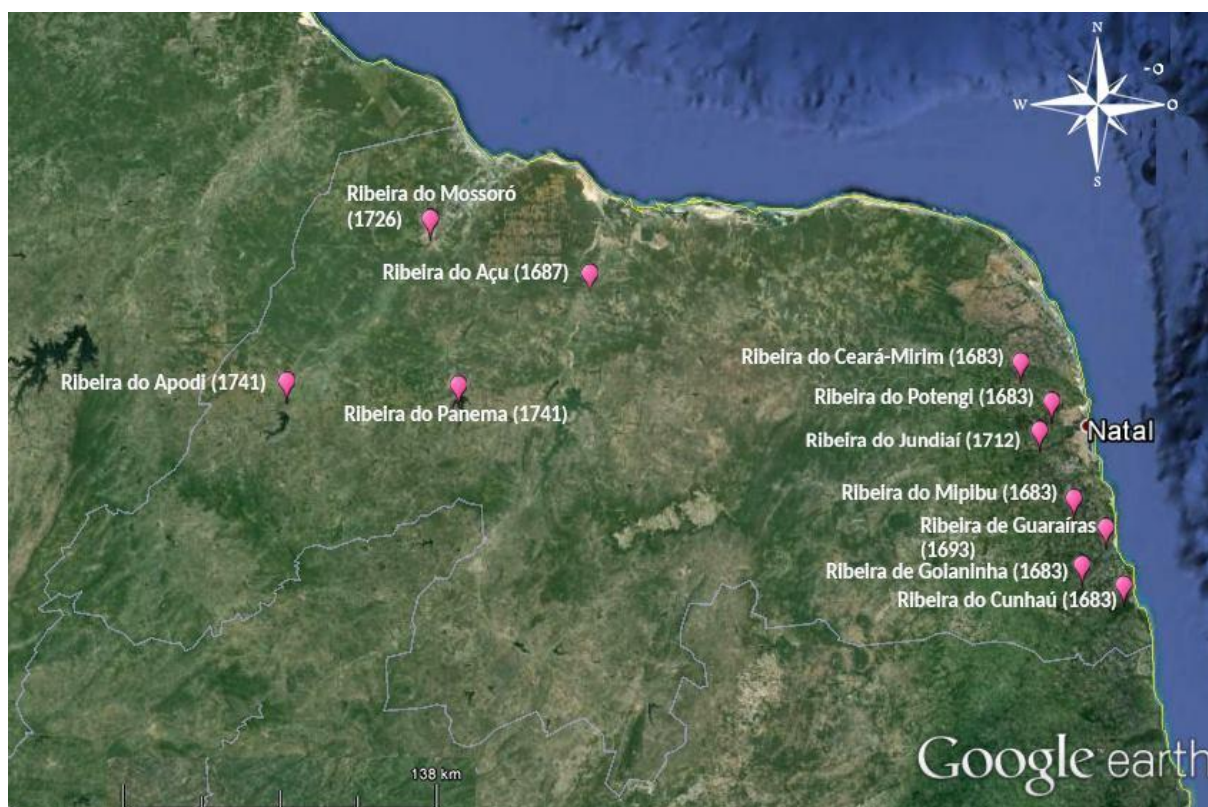 N
-O
W
O
S
Ribeira do Mossoró
(1726)
Ribeira do Açu (1687)
Ribeira do Ceará-Mirim (1683)
Ribeira do Apodi (1741)
Ribeira do Potengi (1683)
Ribeira do Panema (1741)
Natal
Ribeira do Jundiaí (1712)
Ribeira do Mipibu (1683)
Ribeira de Guaraíras
(1693)
Ribeira de Goianinha (1683)
Ribeira do Cunhaú (1683)
Google earth
138 km